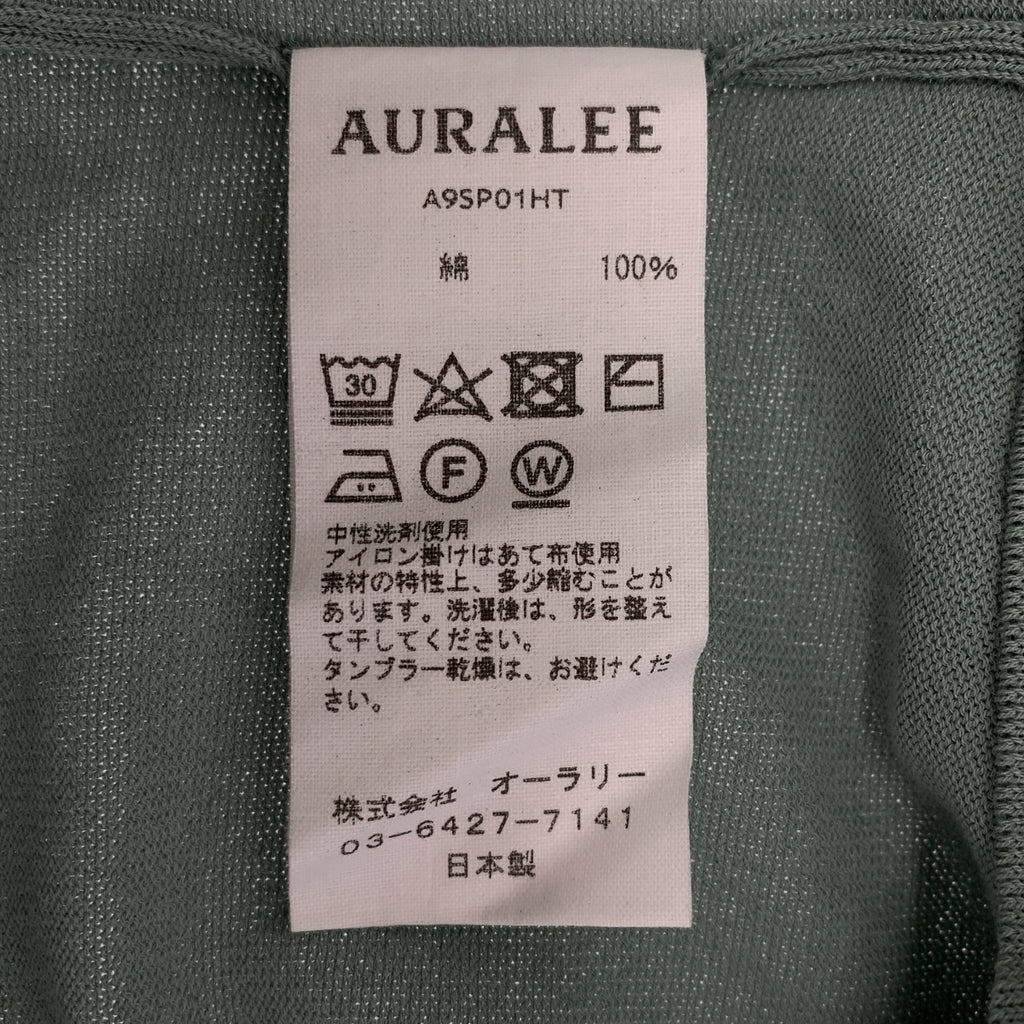 AURALEE
A9SP01HT
綿 100%
30
F W
中性洗剤使用
アイロン掛けはあて布使用
素材の特性上、多少縮むことが
あります。洗濯後は、形を整え
て干してください。
タンブラー乾燥は、お避けくだ
さい。
株式会社 オーラリー
03-6427-7141
日本製